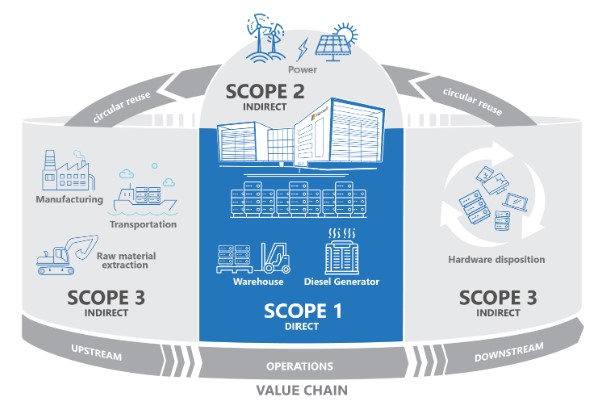 Power
SCOPE 2
INDIRECT
circular reuse
circular reuse
Manufacturing
Transportation
Raw material
extraction
SCOPE 3
INDIRECT
Warehouse
Diesel Generator
SCOPE 1
DIRECT
Hardware disposition
SCOPE 3
INDIRECT
UPSTREAM
OPERATIONS
DOWNSTREAM
VALUE CHAIN